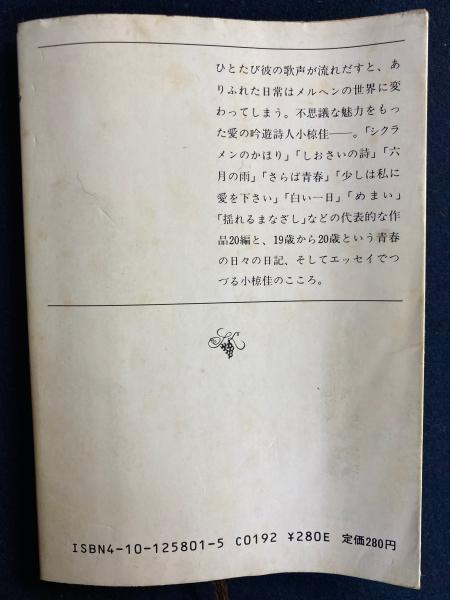 ひとたび彼の歌声が流れだすと、あ
りふれた日常はメルヘンの世界に変
わってしまう。不思議な魅力をもっ
た愛の吟遊詩人小椋佳──。「シクラ
メンのかほり」「しおさいの詩」「六
月の雨」「さらば青春」「少しは私に
愛を下さい」「白い一日」「めまい」
「揺れるまなざし」などの代表的な作
品20編と、19歳から20歳という青春
の日々の日記、そしてエッセイでつ
づる小椋佳のこころ。
ISBN4-10-125801-5 C0192 ¥280E 定価280円